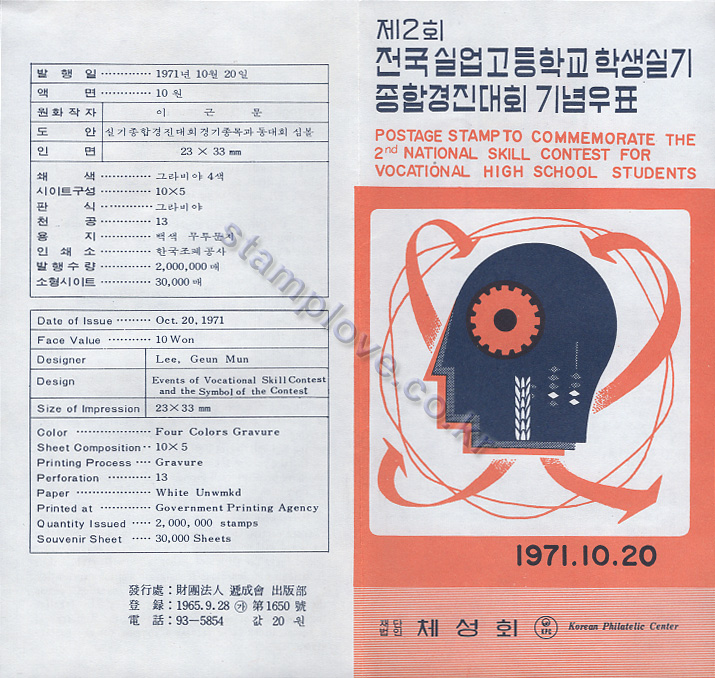 발 행 일 ·············· 1971년 10월 20일
액 면 ·············· 10 원
원화작자 이 근 문
도 안 실기종합경진대회경기종목과 동대회 심볼
인 면 23 × 33 mm
쇄 색 ·············· 그라비야 4색
시이트구성 ·············· 10×5
판 식 ·············· 그라비야
천 공 ·············· 13
용 지 ·············· 백색 무투문지
인 쇄 소 ·············· 한국조폐공사
발행수량 ·············· 2,000,000매
소형시이트 ·············· 30,000매
Date of Issue ········· Oct. 20, 1971
Face Value ··········· 10 Won
Designer Lee, Geun Mun
Design Events of Vocational Skill Contest
and the Symbol of the Contest
Size of Impression 23×33 mm
Color ················ Four Colors Gravure
Sheet Composition ·· 10×5
Printing Process ···· Gravure
Perforation ·········· 13
Paper ················ White Unwmkd
Printed at ··········· Government Printing Agency
Quantity Issued ····· 2, 000, 000 stamps
Souvenir Sheet ····· 30,000 Sheets
發行處: 財團法人 遞成會 出版部
登 錄: 1965.9.28 ㉮ 第1650號
電 話: 93-5854 값 20 원
제2회
전국실업고등학교학생실기
종합경진대회 기념우표
POSTAGE STAMP TO COMMEMORATE THE
2nd NATIONAL SKILL CONTEST FOR
VOCATIONAL HIGH SCHOOL STUDENTS
1971.10.20
재단법인 체성회 KPC Korean Philatelic Center
stamplove.co.kr